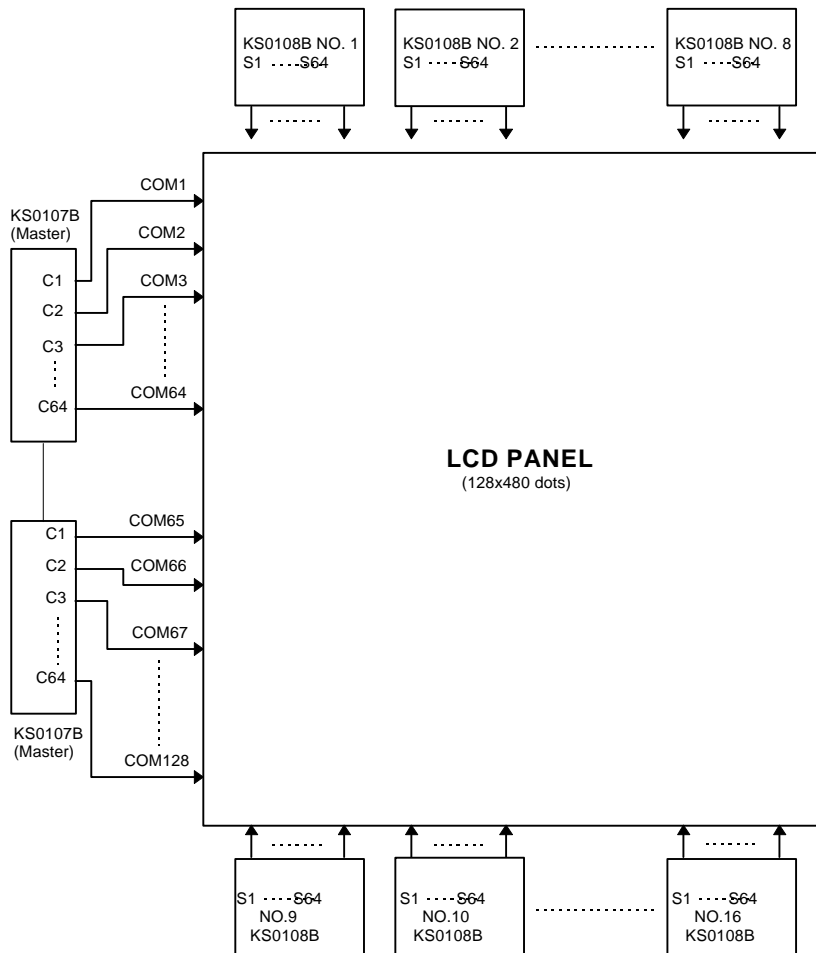 KS0108B NO. 1
S1 ------ S64
KS0108B NO. 2
S1 ------ S64
KS0108B NO. 8
S1 ------ S64
KS0107B
(Master)
C1
C2
C3
C64
COM1
COM2
COM3
COM64
LCD PANEL
(128x480 dots)
C1
C2
C3
C64
KS0107B
(Master)
COM65
COM66
COM67
COM128
S1 ------ S64
NO.9
KS0108B
S1 ------ S64
NO.10
KS0108B
S1 ------ S64
NO.16
KS0108B